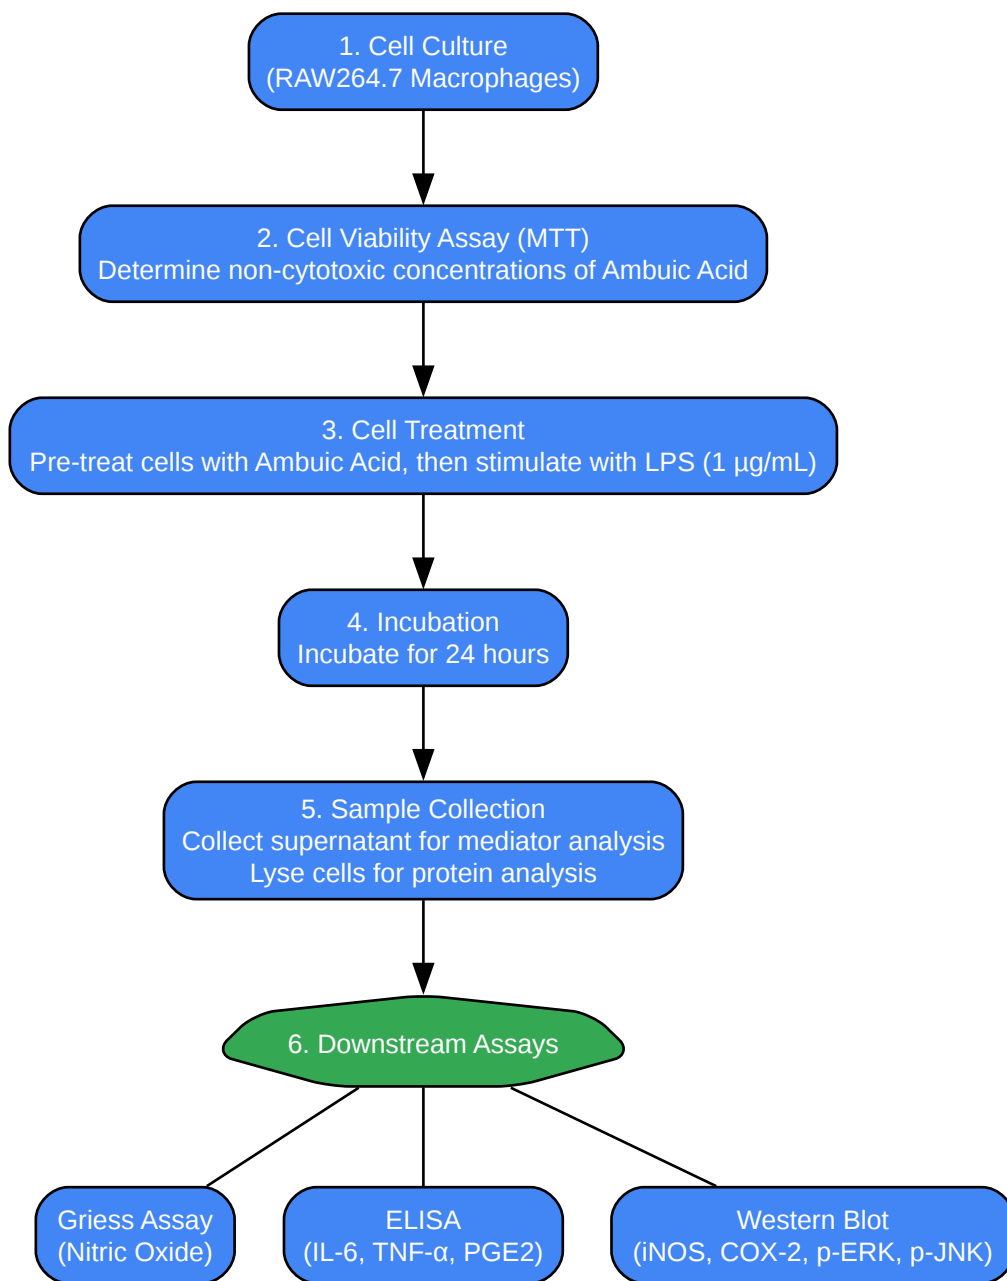 1. Cell Culture
(RAW264.7 Macrophages)
2. Cell Viability Assay (MTT)
Determine non-cytotoxic concentrations of Ambuic Acid
3. Cell Treatment
Pre-treat cells with Ambuic Acid, then stimulate with LPS (1 µg/mL)
4. Incubation
Incubate for 24 hours
5. Sample Collection
Collect supernatant for mediator analysis
Lyse cells for protein analysis
6. Downstream Assays
Griess Assay
(Nitric Oxide)
ELISA
(IL-6, TNF-α, PGE2)
Western Blot
(iNOS, COX-2, p-ERK, p-JNK)